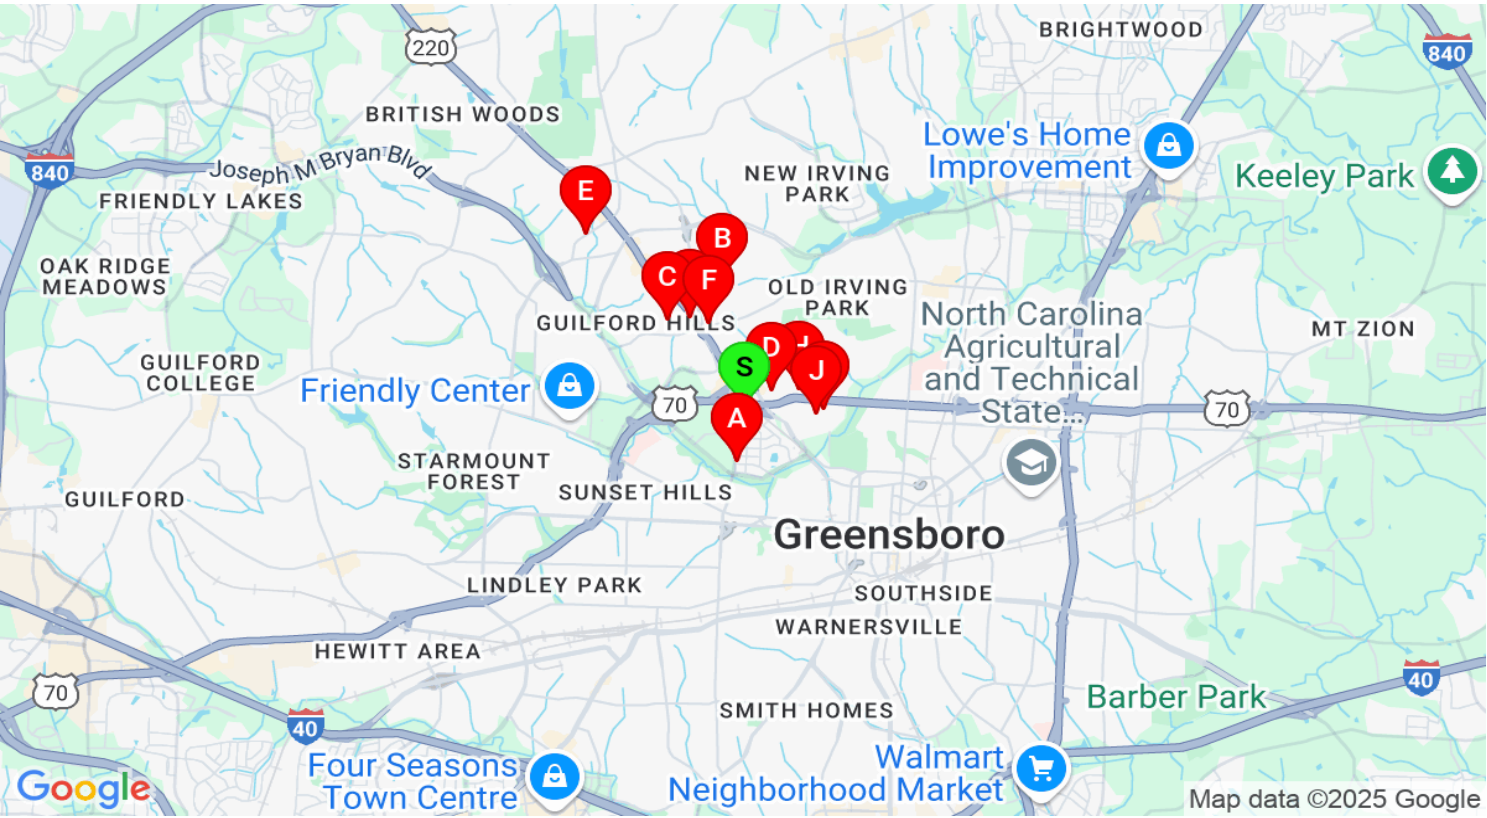 BRIGHTWOOD
220
840
BRITISH WOODS
Lowe's Home
Improvement
Joseph M Bryan Blvd
840
NEW IRVING
PARK
Keeley Park
E
FRIENDLY LAKES
B
OAK RIDGE
MEADOWS
C
F
OLD IRVING
PARK
GUILFORD HILLS
North Carolina
Agricultural
and Technical
State...
MT ZION
D
J
S
GUILFORD
COLLEGE
Friendly Center
70
70
A
STARMOUNT
FOREST
GUILFORD
SUNSET HILLS
Greensboro
LINDLEY PARK
SOUTHSIDE
WARNERSVILLE
HEWITT AREA
70
40
Barber Park
SMITH HOMES
40
Four Seasons
Town Centre
Walmart
Neighborhood Market
Google
Map data ©2025 Google